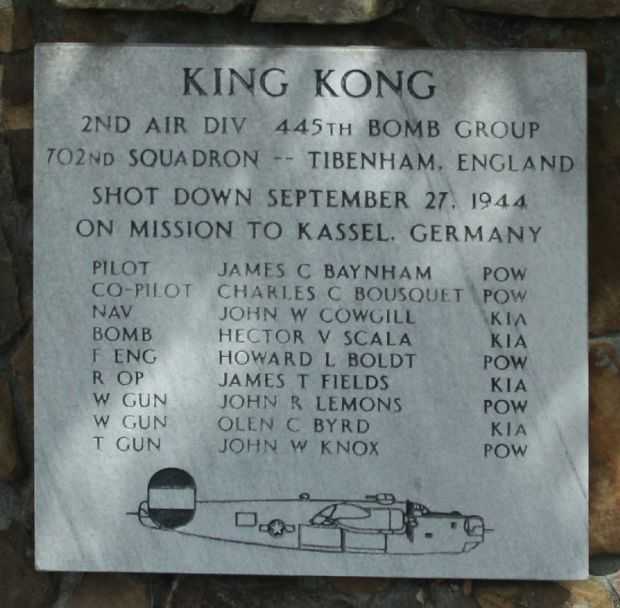 KING KONG
2ND AIR DIV 445TH BOMB GROUP
702ND SQUADRON -- TIBENHAM, ENGLAND
SHOT DOWN SEPTEMBER 27, 1944
ON MISSION TO KASSEL, GERMANY
PILOT JAMES C BAYNHAM POW
CO-PILOT CHARLES C BOUSQUET POW
NAV JOHN W COWGILL KIA
BOMB HECTOR V SCALA KIA
F ENG HOWARD L BOLDT POW
R OP JAMES T FIELDS KIA
W GUN JOHN R LEMONS POW
W GUN OLEN C BYRD KIA
T GUN JOHN W KNOX POW